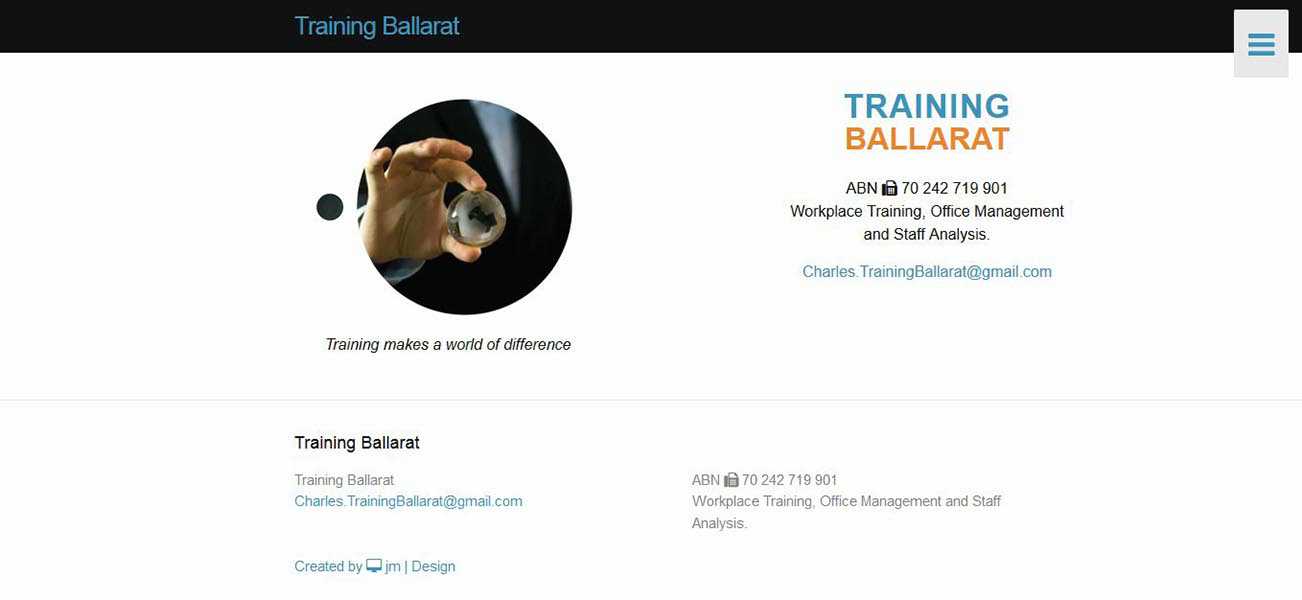 Training Ballarat
TRAINING
BALLARAT
ABN 70 242 719 901
Workplace Training, Office Management
and Staff Analysis.
Charles.TrainingBallarat@gmail.com
Training makes a world of difference
Training Ballarat
Training Ballarat
Charles.TrainingBallarat@gmail.com
ABN 70 242 719 901
Workplace Training, Office Management and Staff
Analysis.
Created by jm | Design